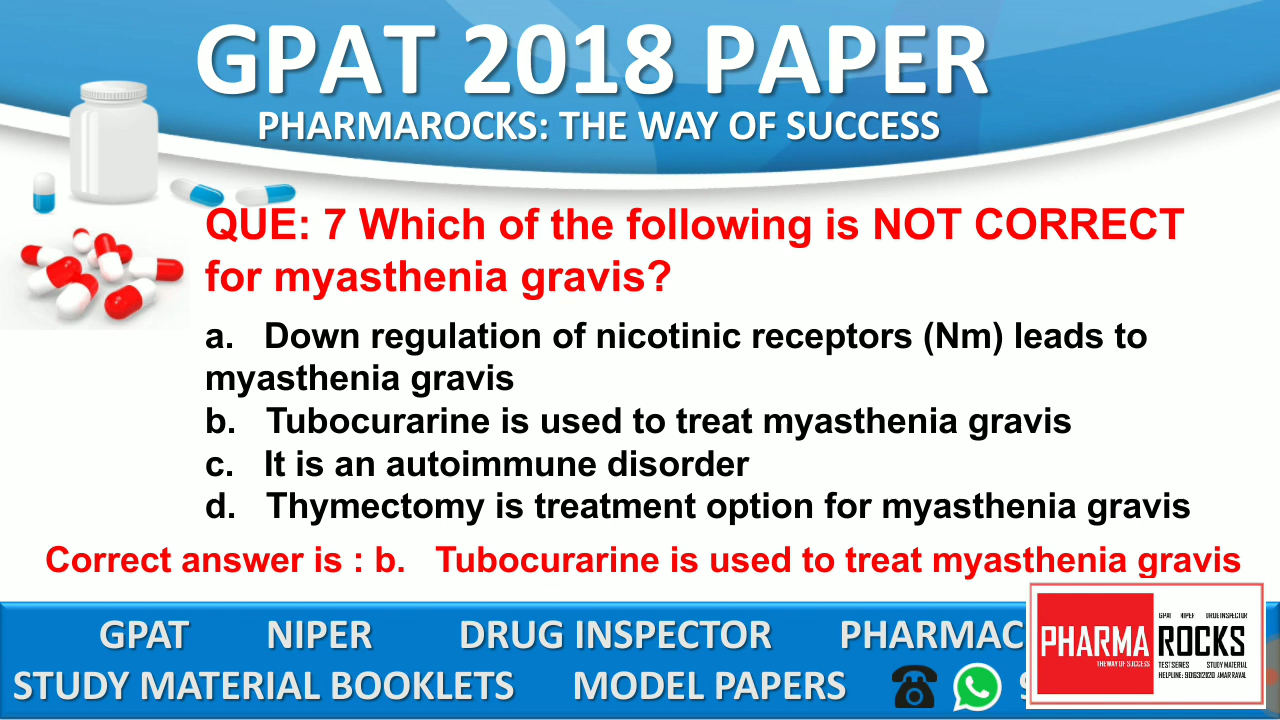 GPAT 2018 PAPER
PHARMAROCKS: THE WAY OF SUCCESS
QUE: 7 Which of the following is NOT CORRECT
for myasthenia gravis?
a. Down regulation of nicotinic receptors (Nm) leads to
myasthenia gravis
b. Tubocurarine is used to treat myasthenia gravis
c. It is an autoimmune disorder
d. Thymectomy is treatment option for myasthenia gravis
Correct answer is : b. Tubocurarine is used to treat myasthenia gravis
GPAT NIPER DRUG INSPECTOR PHARMAC
STUDY MATERIAL BOOKLETS MODEL PAPERS
GPAT NIPER DRUG INSPECTOR
PHARMA ROCKS
THE WAY OF SUCCESS TEST SERIES STUDY MATERIAL
HELPLINE: AMAR RAVAL